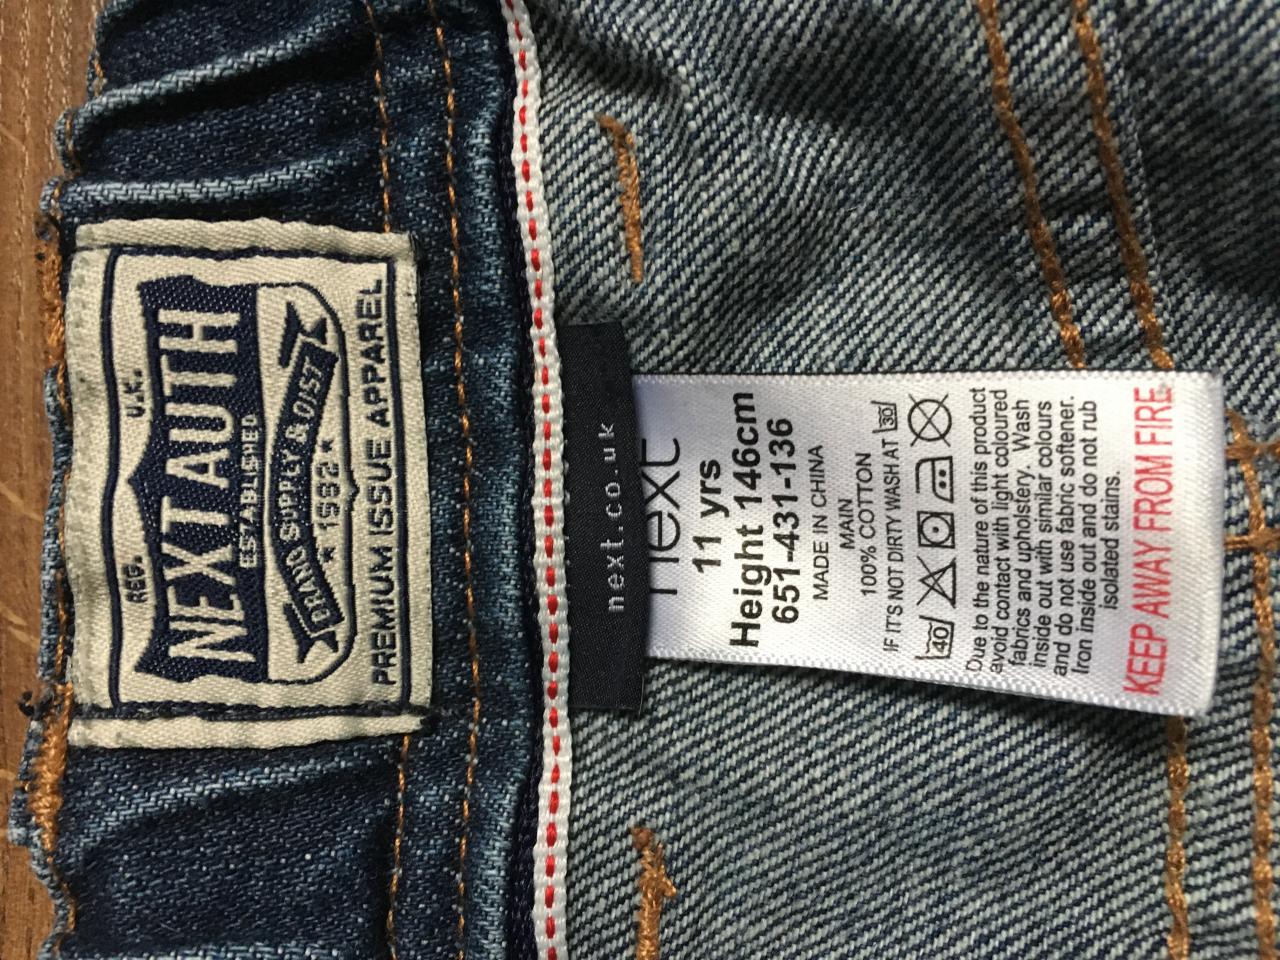 REG. U.K.
NEXT AUTH
ESTABLISHED
BRAND SUPPLY & DIST
★ 1982 ★
PREMIUM ISSUE APPAREL
next.co.uk
next
11 yrs
Height 146cm
651-431-136
MADE IN CHINA
MAIN
100% COTTON
IF IT'S NOT DIRTY WASH AT 30
40
Due to the nature of this product
avoid contact with light coloured
fabrics and upholstery. Wash
inside out with similar colours
and do not use fabric softener.
Iron inside out and do not rub
isolated stains.
KEEP AWAY FROM FIRE